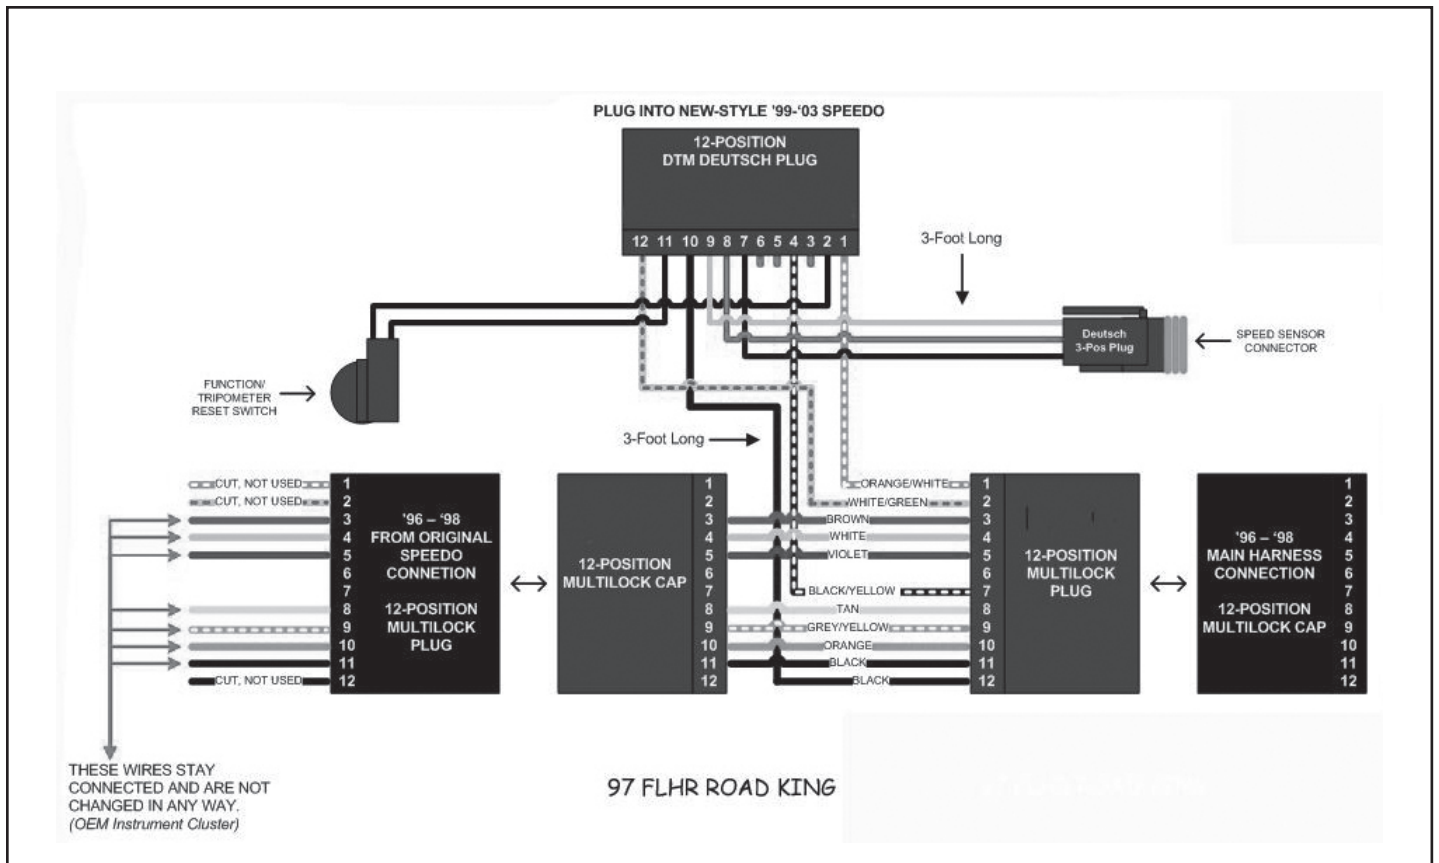 PLUG INTO NEW-STYLE '99-'03 SPEEDO
12-POSITION
DTM DEUTSCH PLUG
12 11 10 9 8 7 6 5 4 3 2 1
3-Foot Long
Deutsch
3-Pos Plug
SPEED SENSOR
CONNECTOR
FUNCTION/
TRIPOMETER
RESET SWITCH
3-Foot Long
CUT, NOT USED
CUT, NOT USED
CUT, NOT USED
1
2
3
4
5
6
7
8
9
10
11
12
'96 – '98
FROM ORIGINAL
SPEEDO
CONNETION
12-POSITION
MULTILOCK
PLUG
12-POSITION
MULTILOCK CAP
1
2
3
4
5
6
7
8
9
10
11
12
ORANGE/WHITE
WHITE/GREEN
BROWN
WHITE
VIOLET
BLACK/YELLOW
TAN
GREY/YELLOW
ORANGE
BLACK
BLACK
1
2
3
4
5
6
7
8
9
10
11
12
12-POSITION
MULTILOCK
PLUG
'96 – '98
MAIN HARNESS
CONNECTION
12-POSITION
MULTILOCK CAP
1
2
3
4
5
6
7
8
9
10
11
12
THESE WIRES STAY
CONNECTED AND ARE NOT
CHANGED IN ANY WAY.
(OEM Instrument Cluster)
97 FLHR ROAD KING